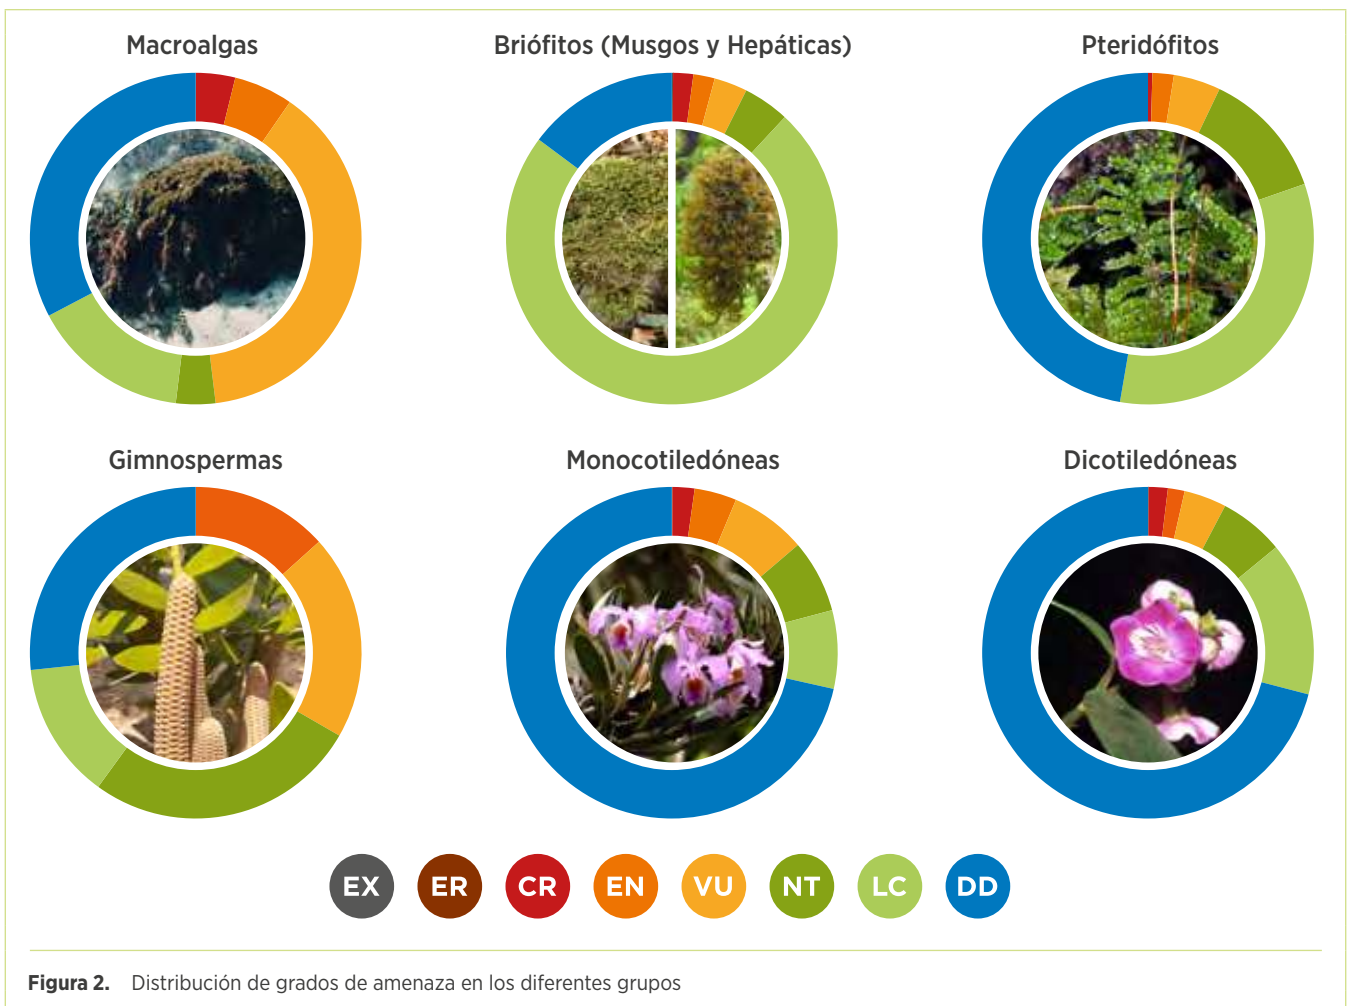 Macroalgas
Briófitos (Musgos y Hepáticas)
Pteridófitos
Gimnospermas
Monocotiledóneas
Dicotiledóneas
EX ER CR EN VU NT LC DD
Figura 2. Distribución de grados de amenaza en los diferentes grupos